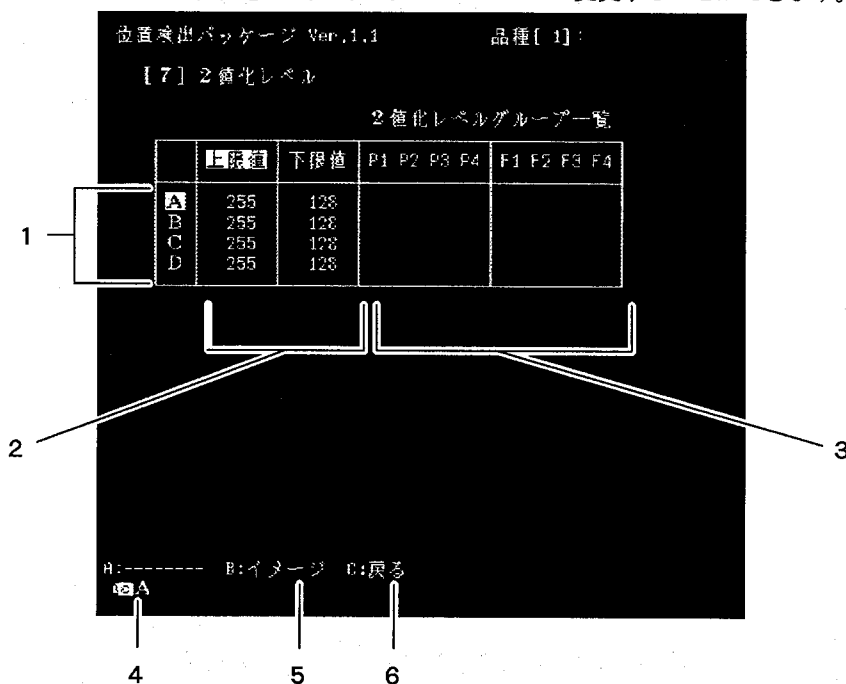 位置検出パッケージ Ver.1.1 品種[ 1]:
[7] 2値化レベル
2値化レベルグループ一覧
上限値 下限値 P1 P2 P3 P4 F1 F2 F3 F4
A 255 128
B 255 128
C 255 128
D 255 128
1
2
3
A:-------- B:イメージ C:戻る
A
4 5 6